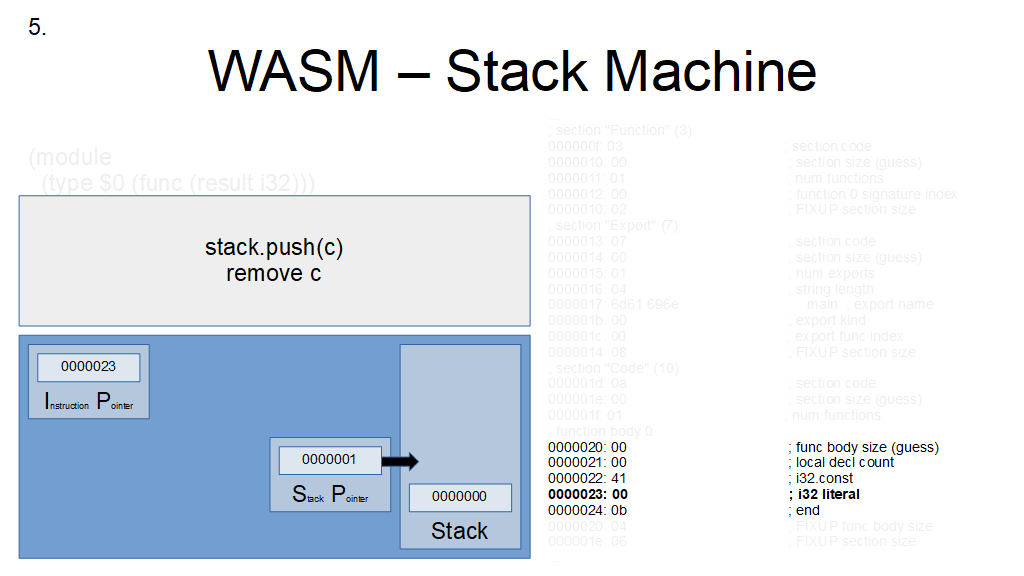 5.
WASM – Stack Machine
(module
(type $0 (func (result i32)))
stack.push(c)
remove c
0000023
Instruction Pointer
0000001
Stack Pointer
0000000
Stack
; section "Function" (3)
000000f: 03 ; section code
0000010: 00 ; section size (guess)
0000011: 01 ; num functions
0000012: 00 ; function 0 signature index
0000010: 02 ; FIXUP section size
; section "Export" (7)
0000013: 07 ; section code
0000014: 00 ; section size (guess)
0000015: 01 ; num exports
0000016: 04 ; string length
0000017: 6d61 696e main ; export name
000001b: 00 ; export kind
000001c: 00 ; export func index
0000014: 08 ; FIXUP section size
; section "Code" (10)
000001d: 0a ; section code
000001e: 00 ; section size (guess)
000001f: 01 ; num functions
; function body 0
0000020: 00 ; func body size (guess)
0000021: 00 ; local decl count
0000022: 41 ; i32.const
0000023: 00 ; i32 literal
0000024: 0b ; end
0000020: 04 ; FIXUP func body size
000001e: 06 ; FIXUP section size